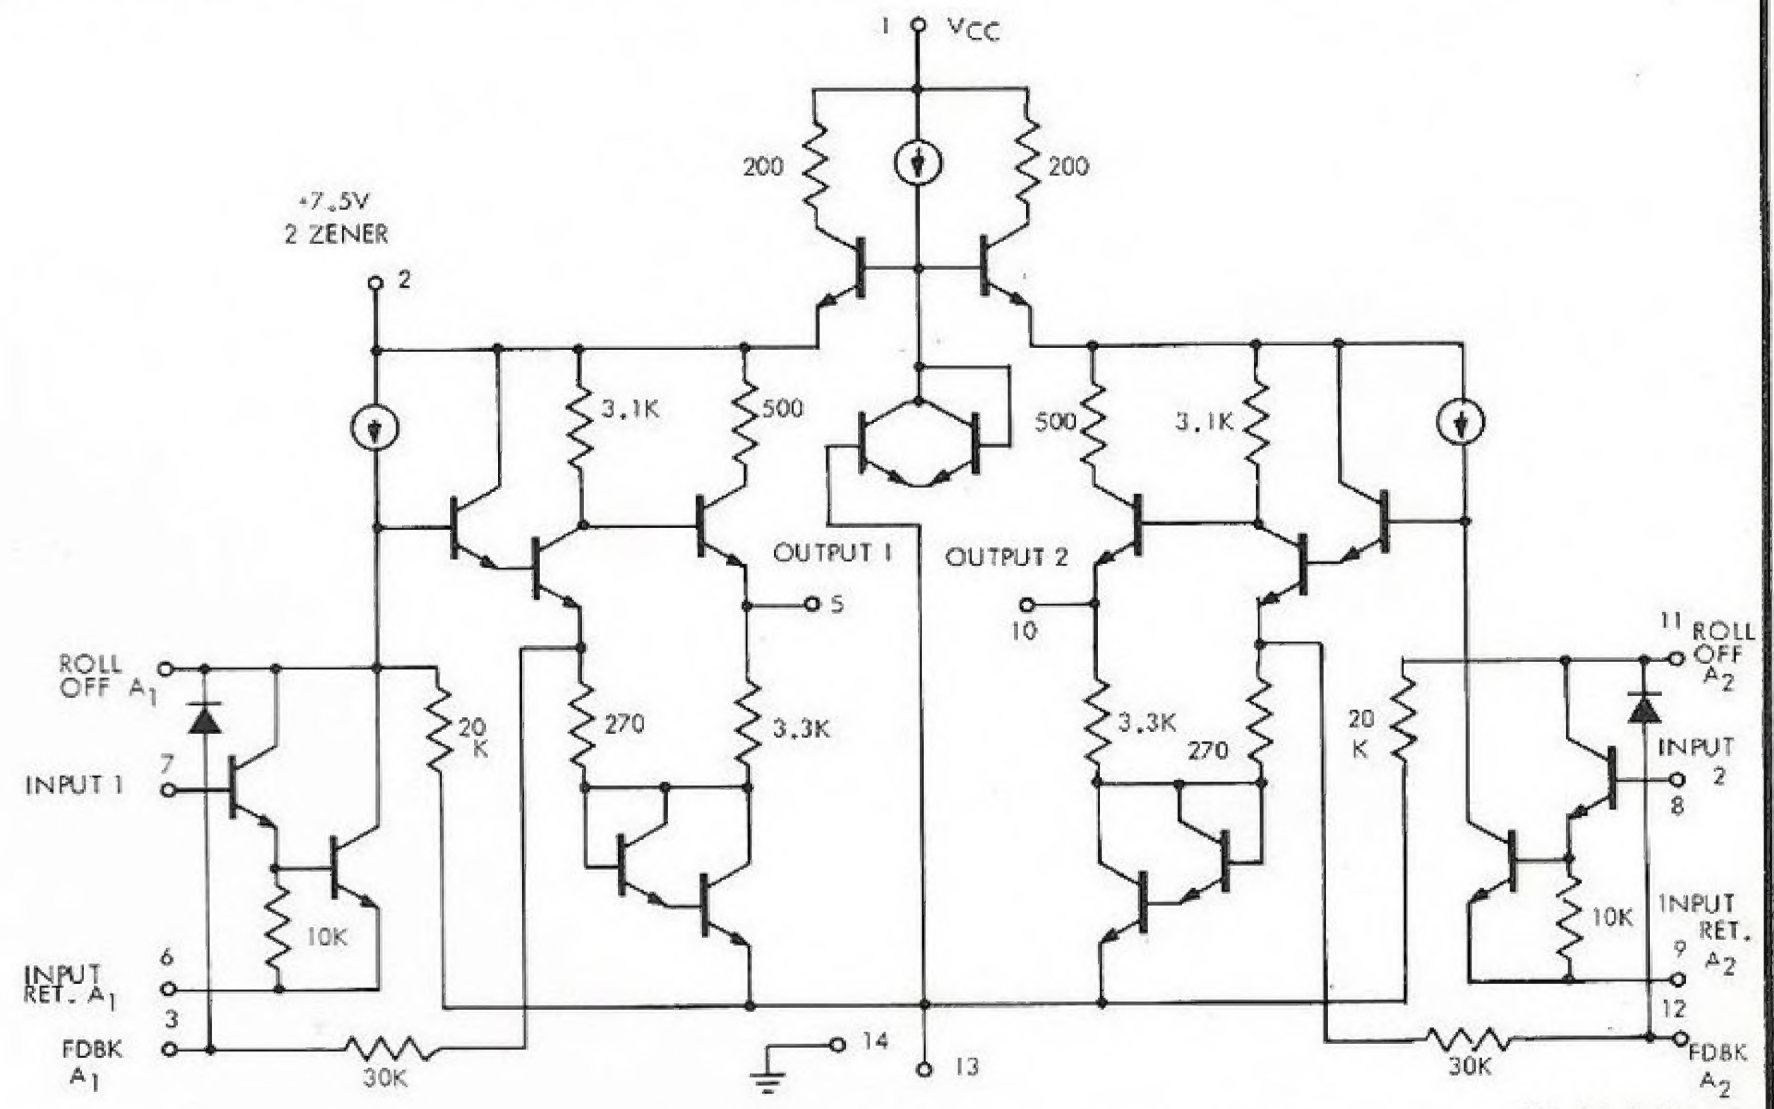 1 VCC
200
200
+7.5V
2 ZENER
2
3.1K
500
500
3.1K
OUTPUT 1
OUTPUT 2
5
10
11
ROLL
OFF A1
ROLL
OFF
A2
20
K
270
3.3K
3.3K
270
20
K
7
INPUT 1
INPUT
2
8
10K
10K
6
INPUT
RET. A1
INPUT
RET.
9
A2
3
12
FDBK
A1
30K
14
13
30K
FDBK
A2